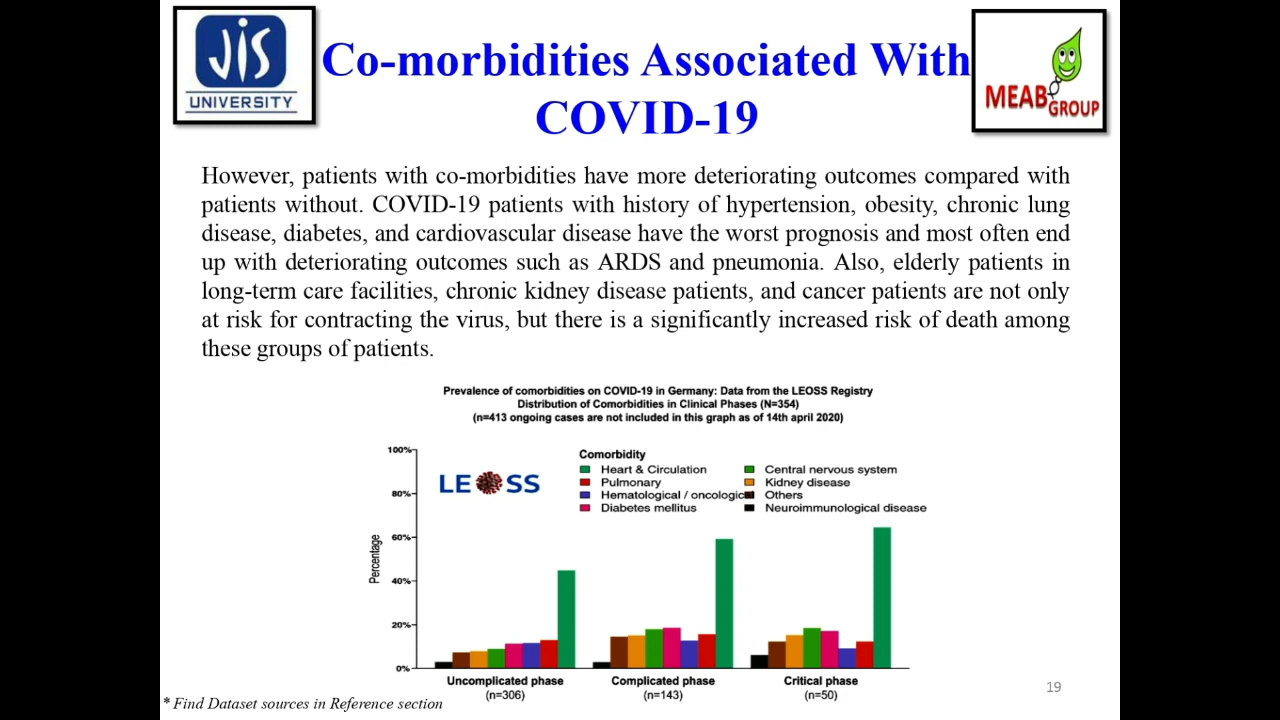 JIS
UNIVERSITY
Co-morbidities Associated With
COVID-19
MEAB
GROUP
However, patients with co-morbidities have more deteriorating outcomes compared with
patients without. COVID-19 patients with history of hypertension, obesity, chronic lung
disease, diabetes, and cardiovascular disease have the worst prognosis and most often end
up with deteriorating outcomes such as ARDS and pneumonia. Also, elderly patients in
long-term care facilities, chronic kidney disease patients, and cancer patients are not only
at risk for contracting the virus, but there is a significantly increased risk of death among
these groups of patients.
Prevalence of comorbidities on COVID-19 in Germany: Data from the LEOSS Registry
Distribution of Comorbidities in Clinical Phases (N=354)
(n=413 ongoing cases are not included in this graph as of 14th april 2020)
LEOSS
Comorbidity
Heart & Circulation
Pulmonary
Hematological / oncological
Diabetes mellitus
Central nervous system
Kidney disease
Others
Neuroimmunological disease
Percentage
100%
80%
60%
40%
20%
0%
Uncomplicated phase
(n=306)
Complicated phase
(n=143)
Critical phase
(n=50)
19
* Find Dataset sources in Reference section